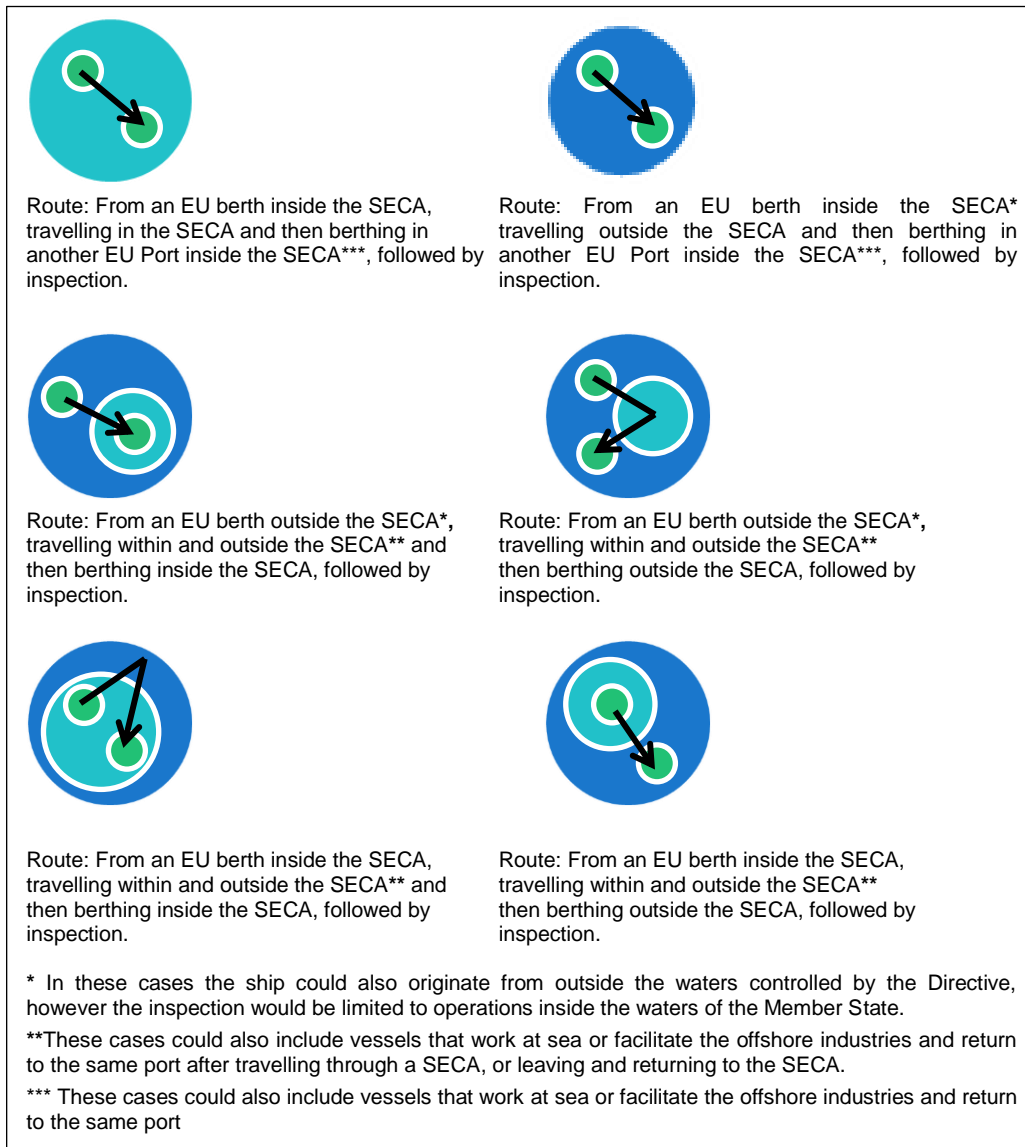 Route: From an EU berth inside the SECA,
travelling in the SECA and then berthing in
another EU Port inside the SECA***, followed by
inspection.
Route: From an EU berth inside the SECA*
travelling outside the SECA and then berthing in
another EU Port inside the SECA***, followed by
inspection.
Route: From an EU berth outside the SECA*,
travelling within and outside the SECA** and
then berthing inside the SECA, followed by
inspection.
Route: From an EU berth outside the SECA*,
travelling within and outside the SECA**
then berthing outside the SECA, followed by
inspection.
Route: From an EU berth inside the SECA,
travelling within and outside the SECA** and
then berthing inside the SECA, followed by
inspection.
Route: From an EU berth inside the SECA,
travelling within and outside the SECA**
then berthing outside the SECA, followed by
inspection.
* In these cases the ship could also originate from outside the waters controlled by the Directive,
however the inspection would be limited to operations inside the waters of the Member State.
**These cases could also include vessels that work at sea or facilitate the offshore industries and return
to the same port after travelling through a SECA, or leaving and returning to the SECA.
*** These cases could also include vessels that work at sea or facilitate the offshore industries and return
to the same port